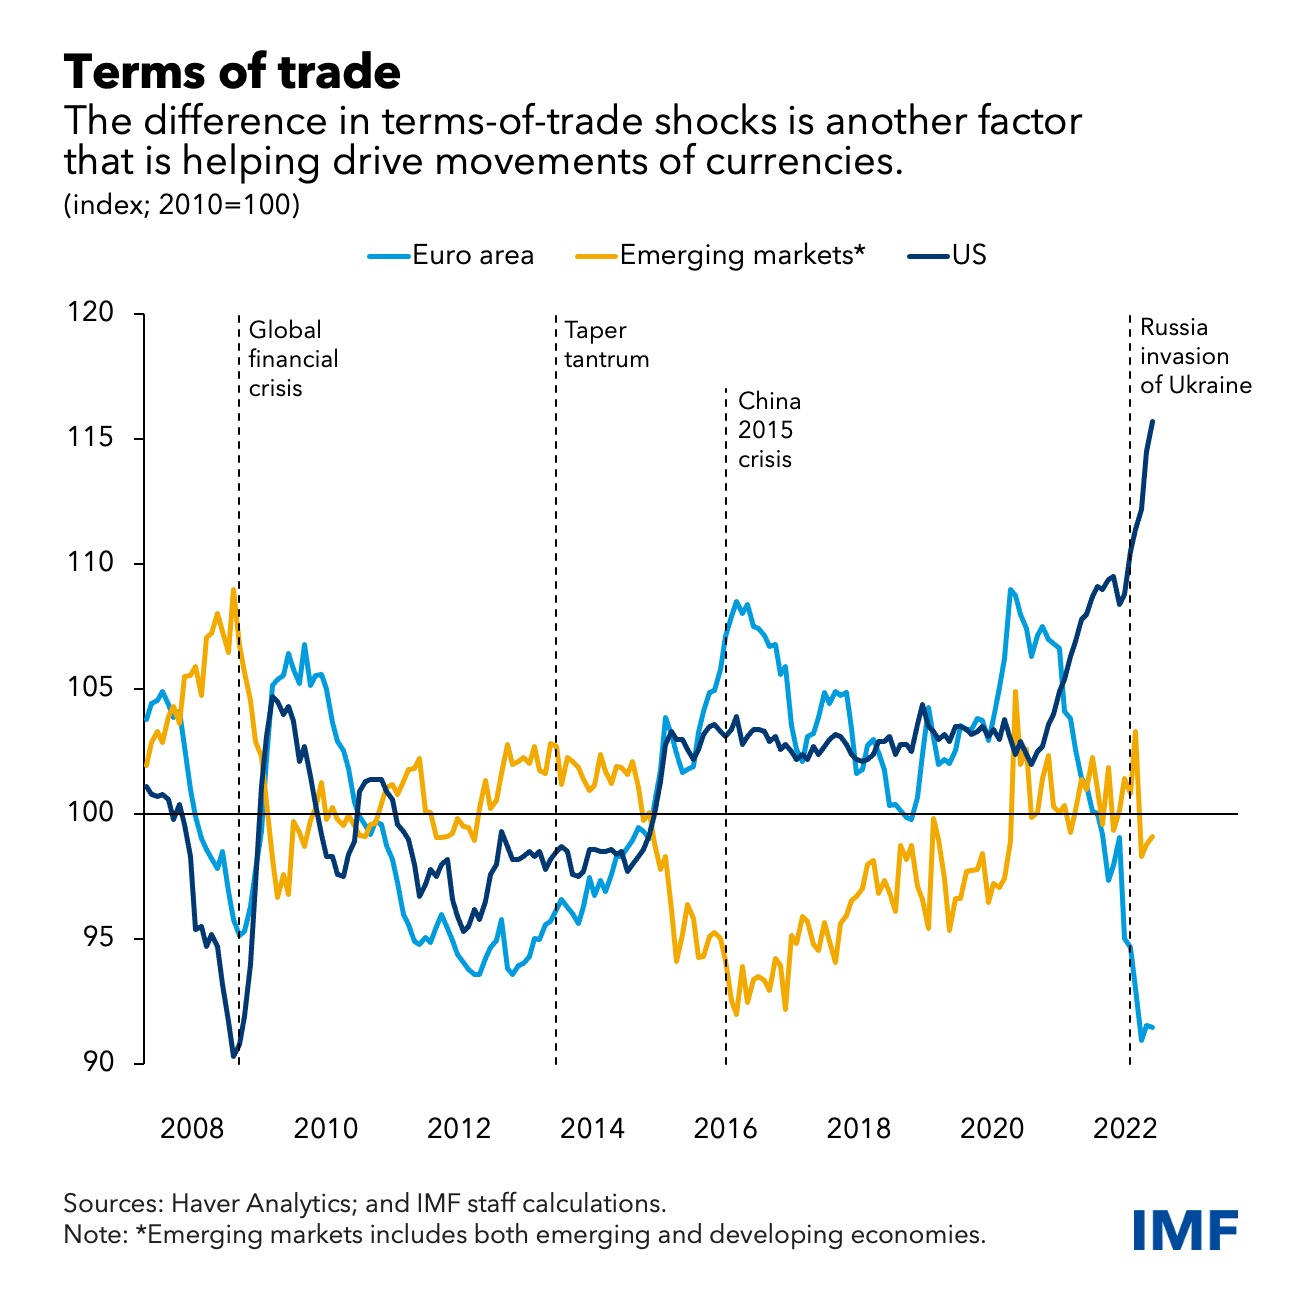 Terms of trade
The difference in terms-of-trade shocks is another factor
that is helping drive movements of currencies.
(index; 2010=100)
Euro area
Emerging markets*
US
120
115
110
105
100
95
90
Global
financial
crisis
Taper
tantrum
China
2015
crisis
Russia
invasion
of Ukraine
2008
2010
2012
2014
2016
2018
2020
2022
Sources: Haver Analytics; and IMF staff calculations.
Note: *Emerging markets includes both emerging and developing economies.
IMF